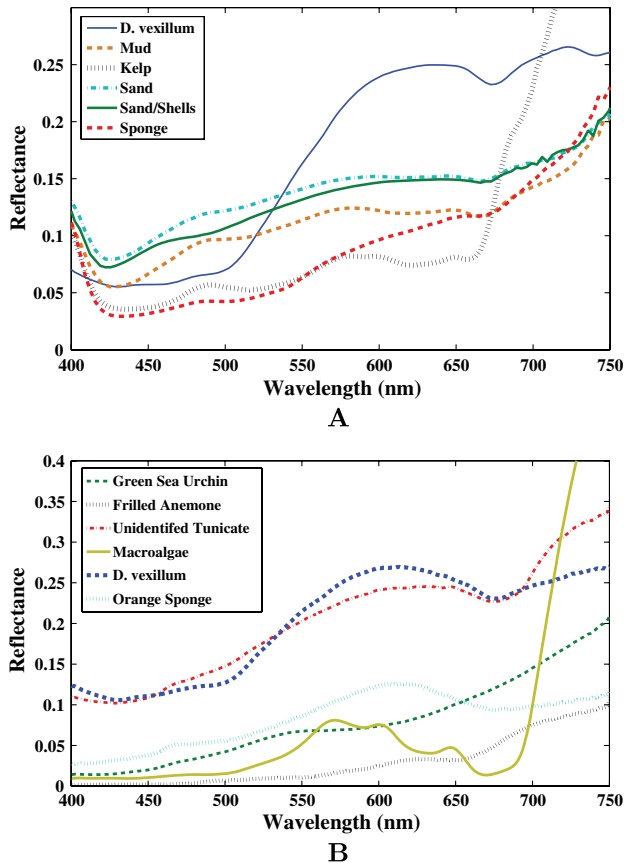 D. vexillum
Mud
Kelp
Sand
Sand/Shells
Sponge
Reflectance
0.25
0.2
0.15
0.1
0.05
0
400 450 500 550 600 650 700 750
Wavelength (nm)
A
Green Sea Urchin
Frilled Anemone
Unidentifed Tunicate
Macroalgae
D. vexillum
Orange Sponge
Reflectance
0.4
0.35
0.3
0.25
0.2
0.15
0.1
0.05
0
400 450 500 550 600 650 700 750
Wavelength (nm)
B